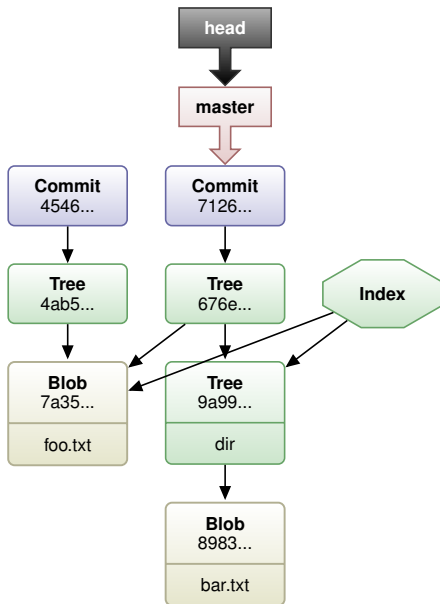 head
master
Commit
4546...
Commit
7126...
Tree
4ab5...
Tree
676e...
Index
Blob
7a35...
foo.txt
Tree
9a99...
dir
Blob
8983...
bar.txt